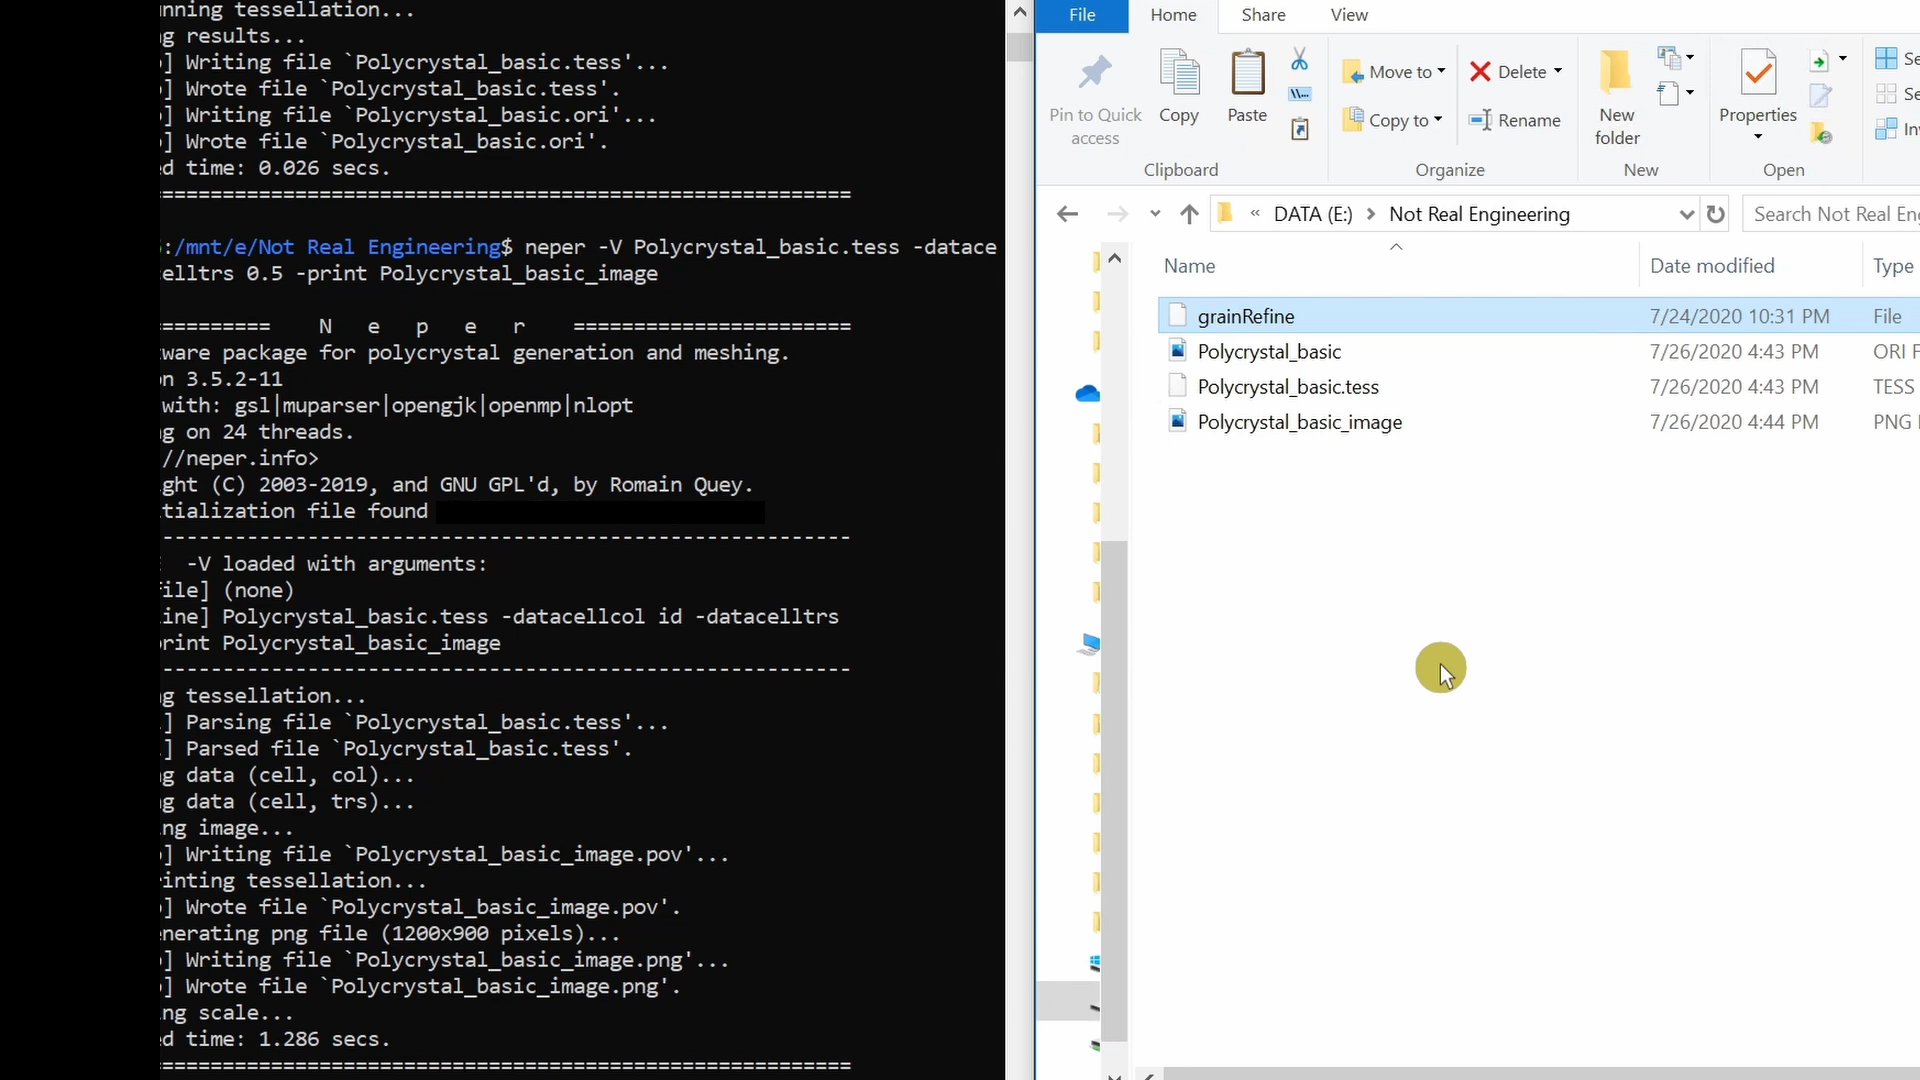 nning tessellation...
g results...
] Writing file `Polycrystal_basic.tess'...
] Wrote file `Polycrystal_basic.tess'.
] Writing file `Polycrystal_basic.ori'...
] Wrote file `Polycrystal_basic.ori'.
d time: 0.026 secs.
=========================================================
:/mnt/e/Not Real Engineering$ neper -V Polycrystal_basic.tess -datace
elltrs 0.5 -print Polycrystal_basic_image
========= N e p e r =======================
ware package for polycrystal generation and meshing.
n 3.5.2-11
with: gsl|muparser|opengjk|openmp|nlopt
g on 24 threads.
//neper.info>
ght (C) 2003-2019, and GNU GPL'd, by Romain Quey.
tialization file found
---------------------------------------------------------
-V loaded with arguments:
ile] (none)
ine] Polycrystal_basic.tess -datacellcol id -datacelltrs
rint Polycrystal_basic_image
---------------------------------------------------------
g tessellation...
] Parsing file `Polycrystal_basic.tess'...
] Parsed file `Polycrystal_basic.tess'.
g data (cell, col)...
g data (cell, trs)...
ng image...
] Writing file `Polycrystal_basic_image.pov'...
inting tessellation...
] Wrote file `Polycrystal_basic_image.pov'.
nerating png file (1200x900 pixels)...
] Writing file `Polycrystal_basic_image.png'...
] Wrote file `Polycrystal_basic_image.png'.
ng scale...
d time: 1.286 secs.
=========================================================
File Home Share View
Pin to Quick access
Copy
Paste
Move to
Copy to
Delete
Rename
New folder
Properties
Se
Se
Inv
Clipboard Organize New Open
« DATA (E:) Not Real Engineering
Search Not Real En
Name Date modified Type
grainRefine 7/24/2020 10:31 PM File
Polycrystal_basic 7/26/2020 4:43 PM ORI F
Polycrystal_basic.tess 7/26/2020 4:43 PM TESS
Polycrystal_basic_image 7/26/2020 4:44 PM PNG